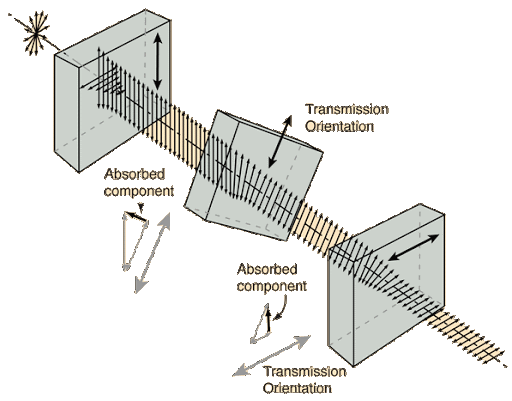 Transmission
Orientation
Absorbed
component
Absorbed
component
Transmission
Orientation